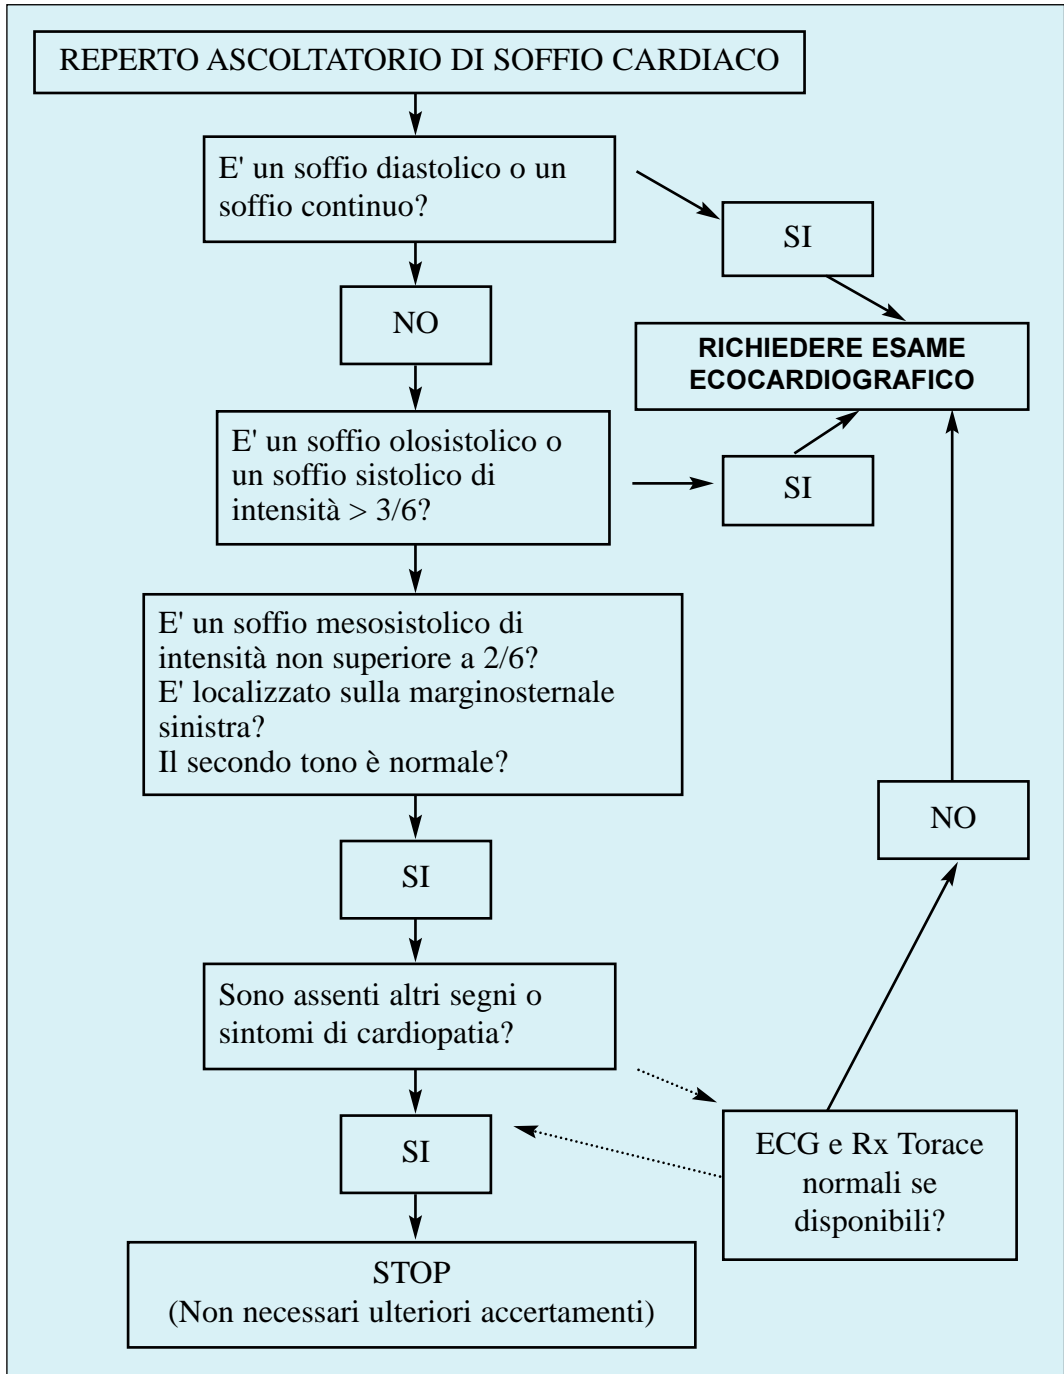 REPERTO ASCOLTATORIO DI SOFFIO CARDIACO
E' un soffio diastolico o un
soffio continuo?
SI
NO
RICHIEDERE ESAME
ECOCARDIOGRAFICO
E' un soffio olosistolico o
un soffio sistolico di
intensità > 3/6?
SI
E' un soffio mesosistolico di
intensità non superiore a 2/6?
E' localizzato sulla marginosternale
sinistra?
Il secondo tono è normale?
NO
SI
Sono assenti altri segni o
sintomi di cardiopatia?
SI
ECG e Rx Torace
normali se
disponibili?
STOP
(Non necessari ulteriori accertamenti)